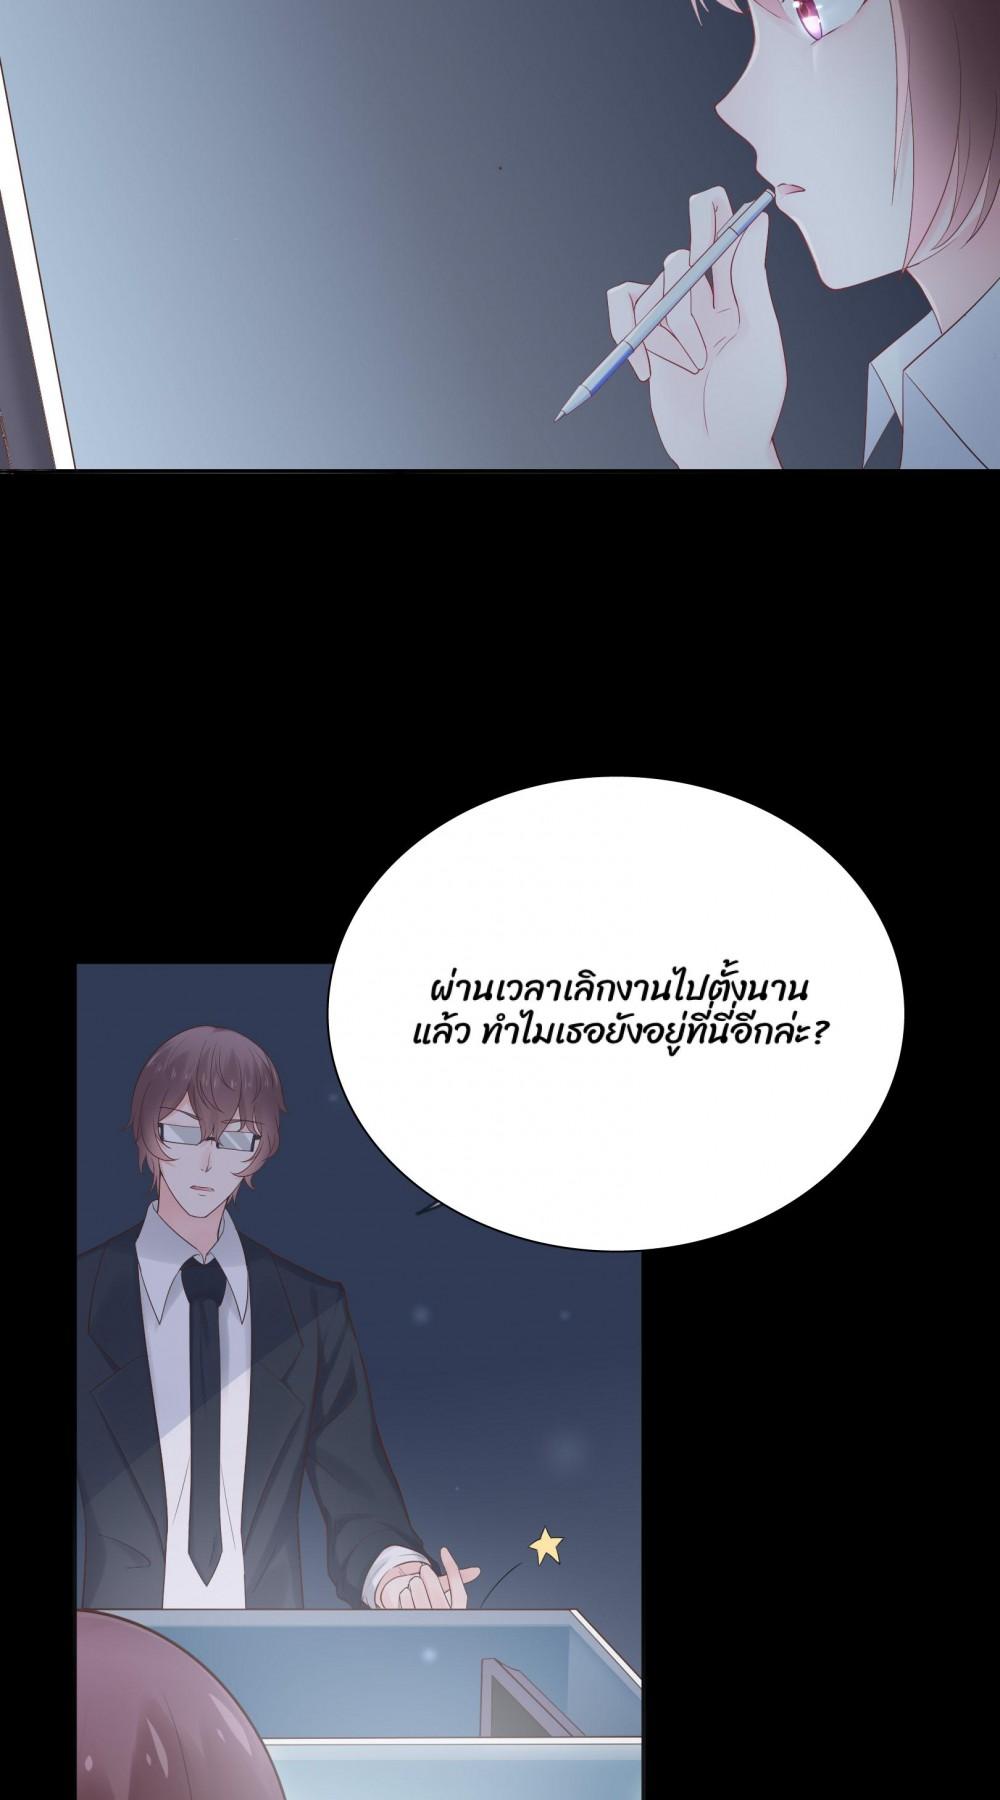 ผ่านเวลาเลิกงานไปตั้งนาน
แล้ว ทำไมเธอยังอยู่ที่นี่อีกล่ะ?